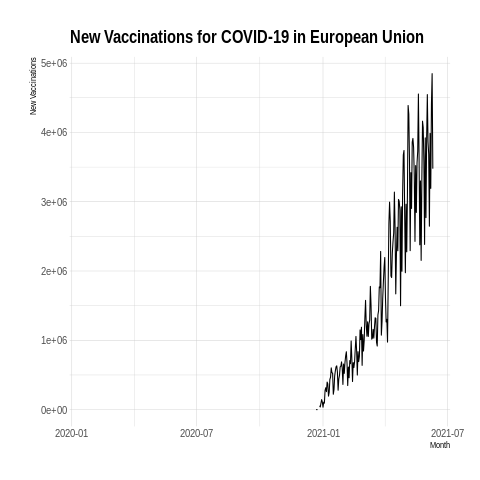 New Vaccinations for COVID-19 in European Union
New Vaccinations
5e+06
4e+06
3e+06
2e+06
1e+06
0e+00
2020-01
2020-07
2021-01
2021-07
Month